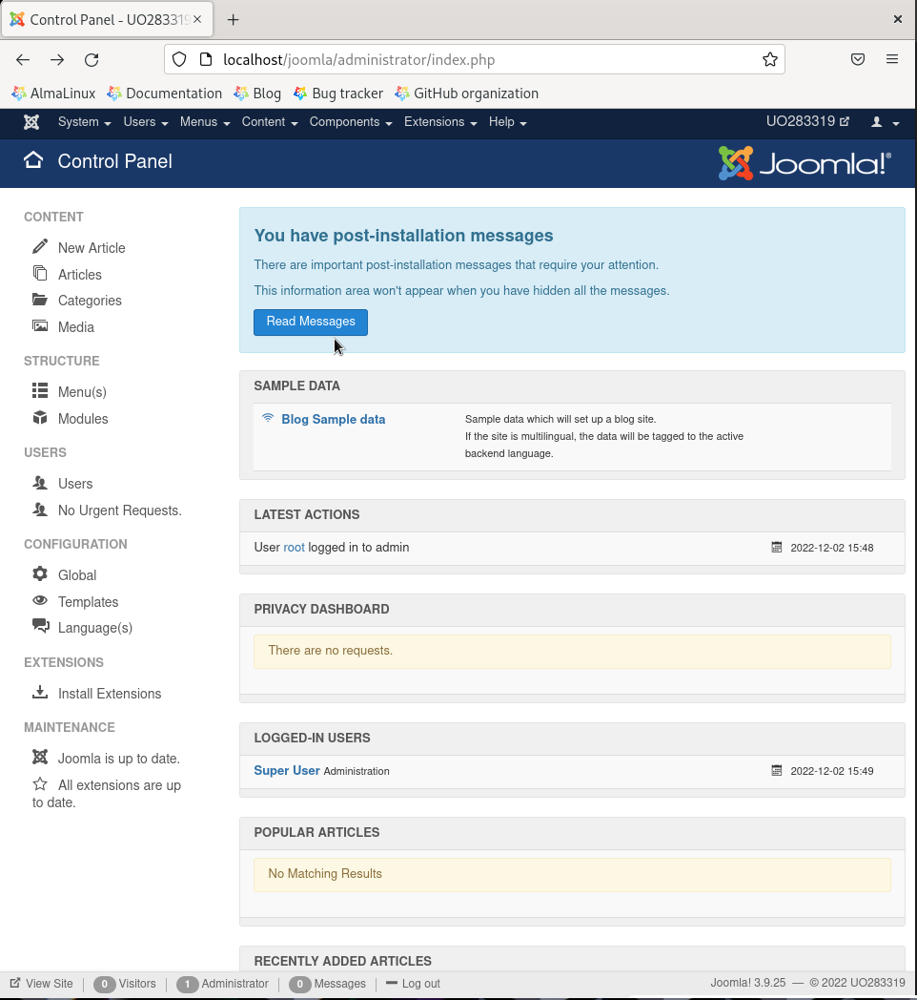 Control Panel - UO283319
localhost/joomla/administrator/index.php
AlmaLinux Documentation Blog Bug tracker GitHub organization
System Users Menus Content Components Extensions Help UO283319
Control Panel Joomla!®
CONTENT
New Article
Articles
Categories
Media
STRUCTURE
Menu(s)
Modules
USERS
Users
No Urgent Requests.
CONFIGURATION
Global
Templates
Language(s)
EXTENSIONS
Install Extensions
MAINTENANCE
Joomla is up to date.
All extensions are up
to date.
You have post-installation messages
There are important post-installation messages that require your attention.
This information area won't appear when you have hidden all the messages.
Read Messages
SAMPLE DATA
Blog Sample data
Sample data which will set up a blog site.
If the site is multilingual, the data will be tagged to the active
backend language.
LATEST ACTIONS
User root logged in to admin 2022-12-02 15:48
PRIVACY DASHBOARD
There are no requests.
LOGGED-IN USERS
Super User Administration 2022-12-02 15:49
POPULAR ARTICLES
No Matching Results
RECENTLY ADDED ARTICLES
View Site 0 Visitors 1 Administrator 0 Messages Log out Joomla! 3.9.25 — © 2022 UO283319